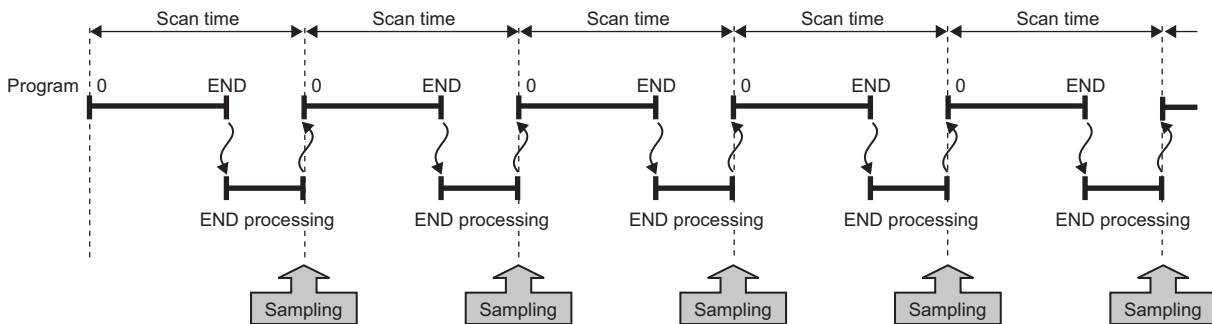 Scan time Scan time Scan time Scan time Scan time
Program 0 END 0 END 0 END 0 END 0 END
END processing END processing END processing END processing END processing
Sampling Sampling Sampling Sampling Sampling